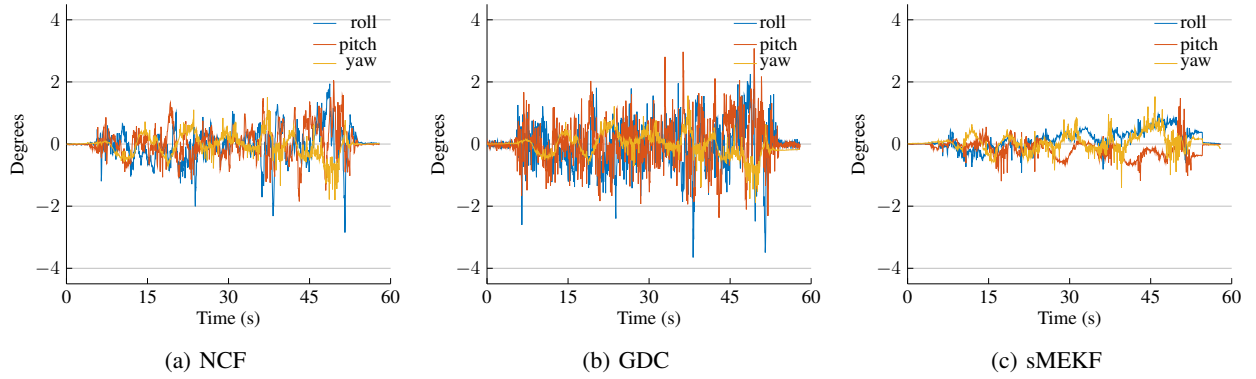 4
2
0
−2
−4
Degrees
roll
pitch
yaw
0 15 30 45 60
Time (s)
(a) NCF
4
2
0
−2
−4
Degrees
roll
pitch
yaw
0 15 30 45 60
Time (s)
(b) GDC
4
2
0
−2
−4
Degrees
roll
pitch
yaw
0 15 30 45 60
Time (s)
(c) sMEKF